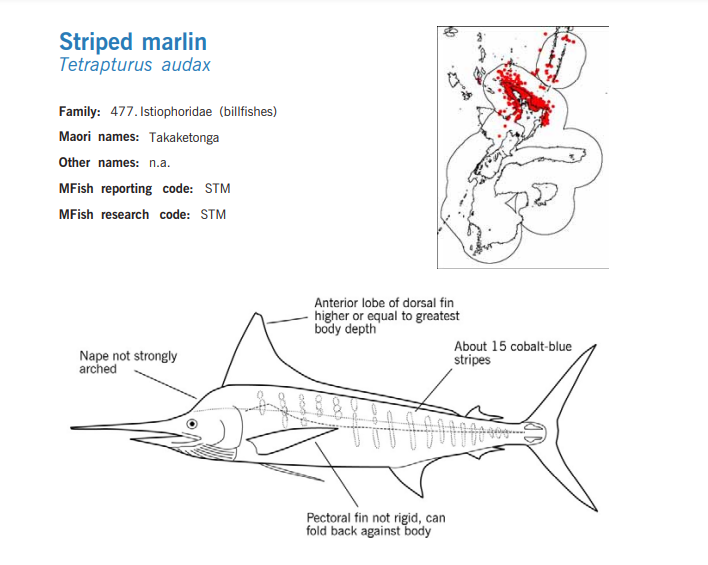 Striped marlin
Tetrapturus audax
Family: 477. Istiophoridae (billfishes)
Maori names: Takaketonga
Other names: n.a.
MFish reporting code: STM
MFish research code: STM
Anterior lobe of dorsal fin
higher or equal to greatest
body depth
About 15 cobalt-blue
stripes
Nape not strongly
arched
Pectoral fin not rigid, can
fold back against body